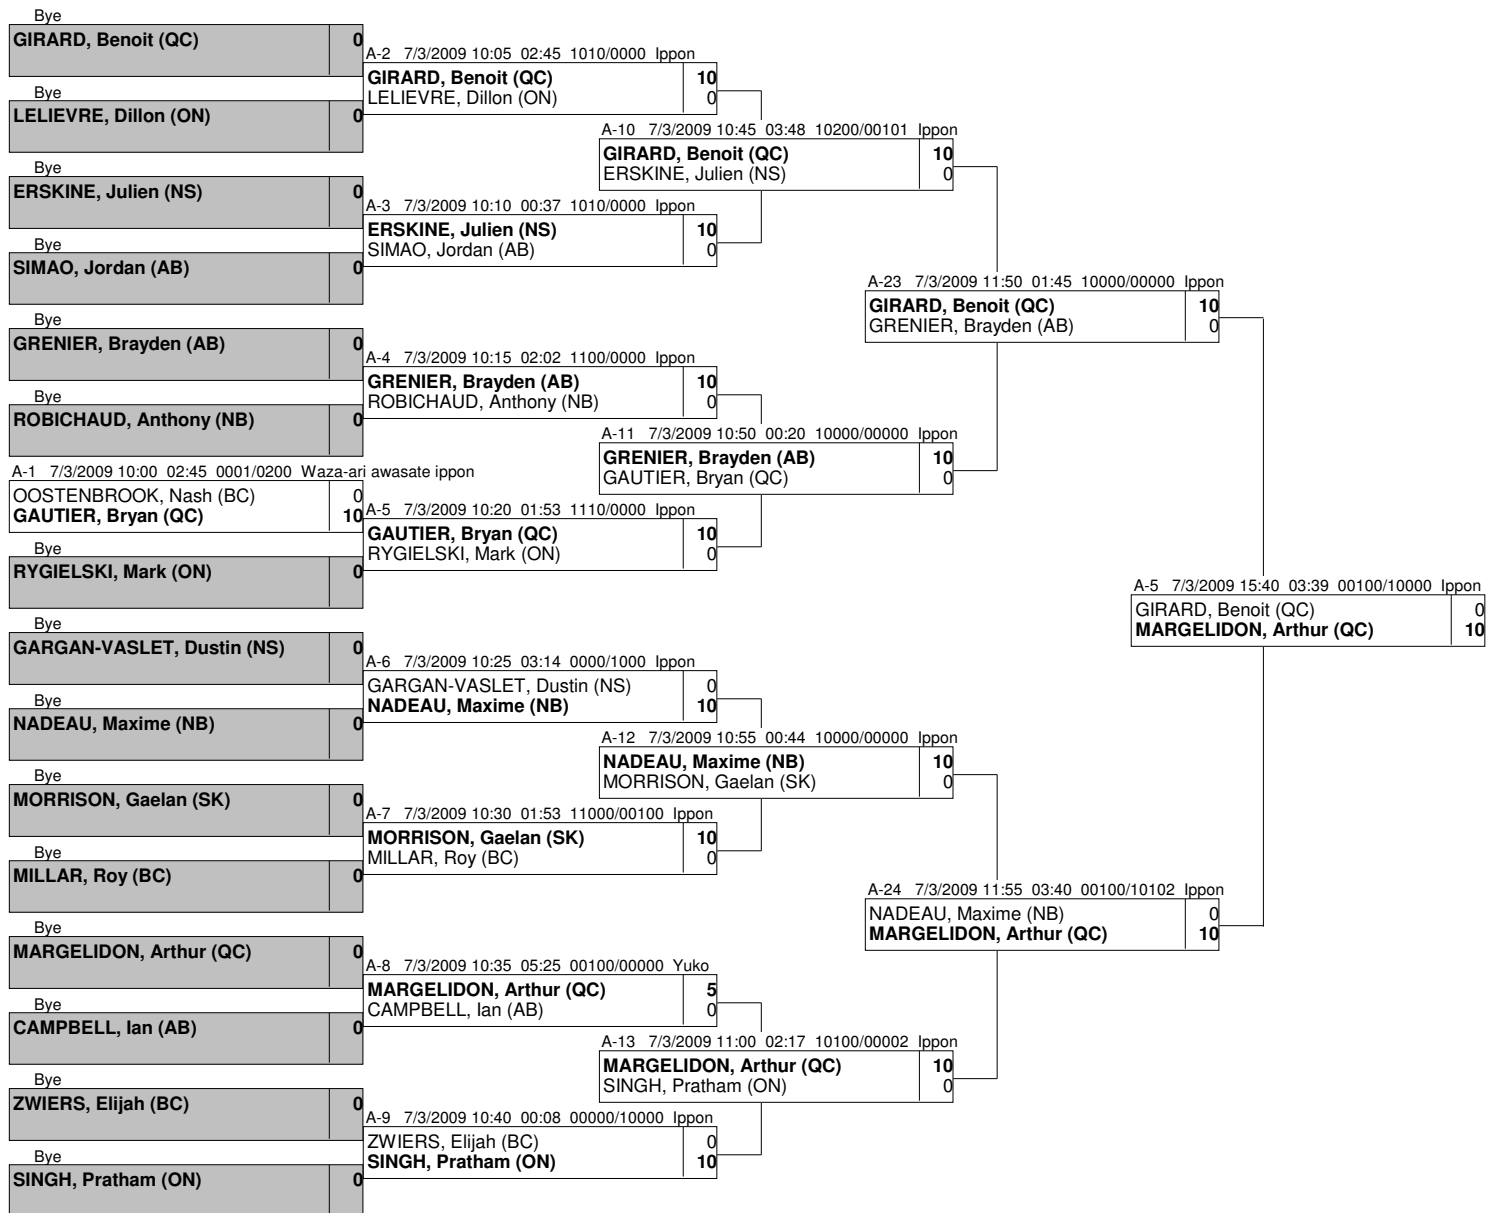 Bye
GIRARD, Benoit (QC) 0
Bye
LELIEVRE, Dillon (ON) 0
Bye
ERSKINE, Julien (NS) 0
Bye
SIMAO, Jordan (AB) 0
Bye
GRENIER, Brayden (AB) 0
Bye
ROBICHAUD, Anthony (NB) 0
A-1 7/3/2009 10:00 02:45 0001/0200 Waza-ari awasate ippon
OOSTENBROOK, Nash (BC) 0
GAUTIER, Bryan (QC) 10
Bye
RYGIELSKI, Mark (ON) 0
Bye
GARGAN-VASLET, Dustin (NS) 0
Bye
NADEAU, Maxime (NB) 0
Bye
MORRISON, Gaelan (SK) 0
Bye
MILLAR, Roy (BC) 0
Bye
MARGELIDON, Arthur (QC) 0
Bye
CAMPBELL, Ian (AB) 0
Bye
ZWIERS, Elijah (BC) 0
Bye
SINGH, Pratham (ON) 0
A-2 7/3/2009 10:05 02:45 1010/0000 Ippon
GIRARD, Benoit (QC) 10
LELIEVRE, Dillon (ON) 0
A-3 7/3/2009 10:10 00:37 1010/0000 Ippon
ERSKINE, Julien (NS) 10
SIMAO, Jordan (AB) 0
A-4 7/3/2009 10:15 02:02 1100/0000 Ippon
GRENIER, Brayden (AB) 10
ROBICHAUD, Anthony (NB) 0
A-5 7/3/2009 10:20 01:53 1110/0000 Ippon
GAUTIER, Bryan (QC) 10
RYGIELSKI, Mark (ON) 0
A-6 7/3/2009 10:25 03:14 0000/1000 Ippon
GARGAN-VASLET, Dustin (NS) 0
NADEAU, Maxime (NB) 10
A-7 7/3/2009 10:30 01:53 11000/00100 Ippon
MORRISON, Gaelan (SK) 10
MILLAR, Roy (BC) 0
A-8 7/3/2009 10:35 05:25 00100/00000 Yuko
MARGELIDON, Arthur (QC) 5
CAMPBELL, Ian (AB) 0
A-9 7/3/2009 10:40 00:08 00000/10000 Ippon
ZWIERS, Elijah (BC) 0
SINGH, Pratham (ON) 10
A-10 7/3/2009 10:45 03:48 10200/00101 Ippon
GIRARD, Benoit (QC) 10
ERSKINE, Julien (NS) 0
A-11 7/3/2009 10:50 00:20 10000/00000 Ippon
GRENIER, Brayden (AB) 10
GAUTIER, Bryan (QC) 0
A-12 7/3/2009 10:55 00:44 10000/00000 Ippon
NADEAU, Maxime (NB) 10
MORRISON, Gaelan (SK) 0
A-13 7/3/2009 11:00 02:17 10100/00002 Ippon
MARGELIDON, Arthur (QC) 10
SINGH, Pratham (ON) 0
A-23 7/3/2009 11:50 01:45 10000/00000 Ippon
GIRARD, Benoit (QC) 10
GRENIER, Brayden (AB) 0
A-24 7/3/2009 11:55 03:40 00100/10102 Ippon
NADEAU, Maxime (NB) 0
MARGELIDON, Arthur (QC) 10
A-5 7/3/2009 15:40 03:39 00100/10000 Ippon
GIRARD, Benoit (QC) 0
MARGELIDON, Arthur (QC) 10